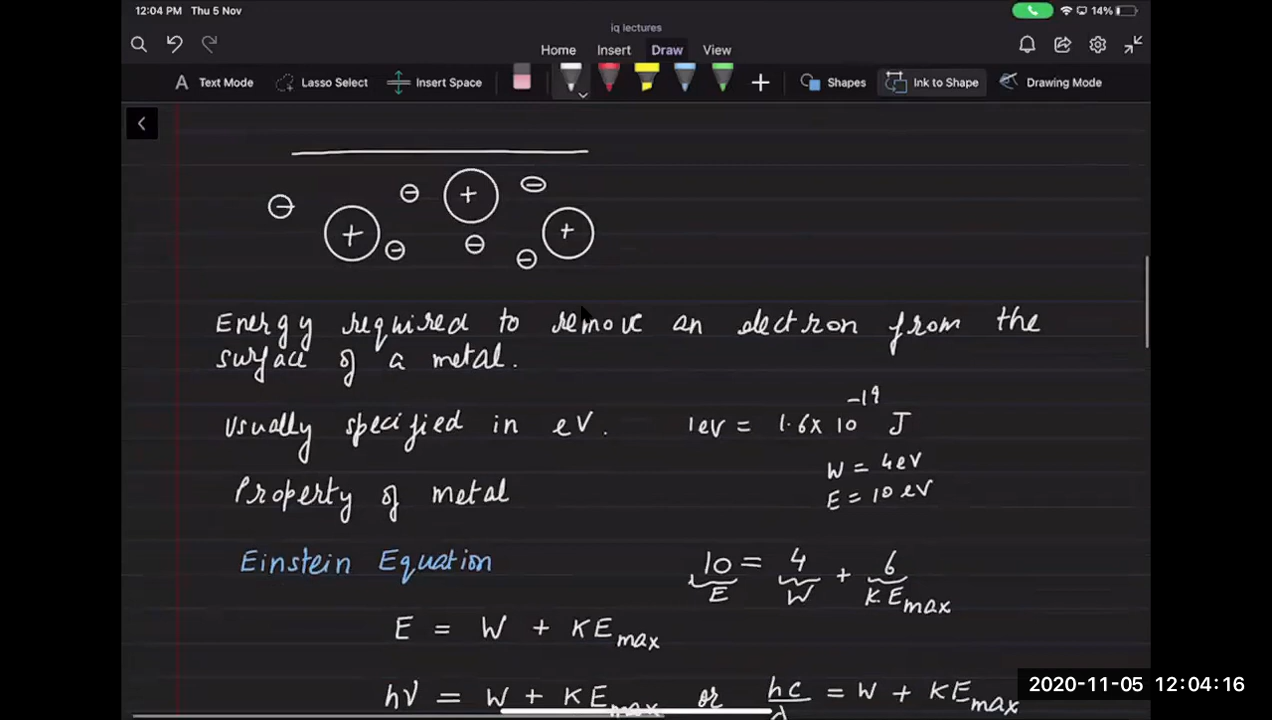 12:04 PM Thu 5 Nov
14%
iq lectures
Home Insert Draw View
Text Mode Lasso Select Insert Space Shapes Ink to Shape Drawing Mode
⊖ + ⊖ + ⊖
⊖ ⊖ ⊖ +
Energy required to remove an electron from the
surface of a metal.
Usually specified in eV. 1eV = 1.6 x 10^-19 J
W = 4eV
E = 10 eV
Property of metal
Einstein Equation
10 = 4 + 6
E W K.Emax
E = W + KEmax
hν = W + KEmax or hc/λ = W + KEmax
2020-11-05 12:04:16